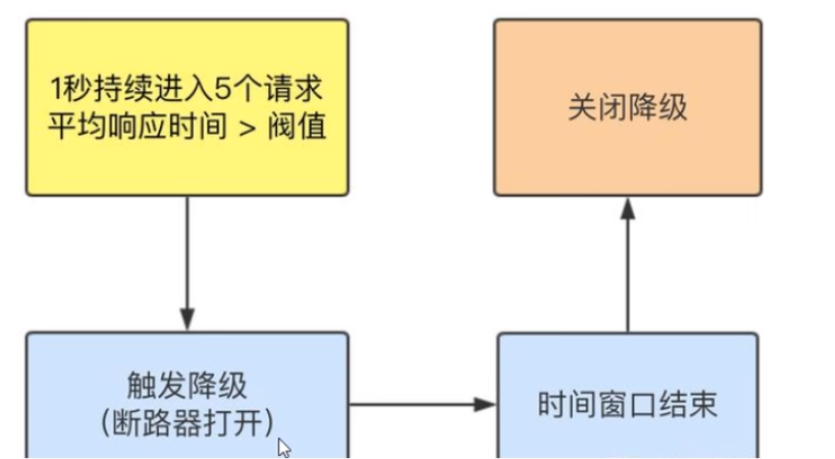 1秒持续进入5个请求
平均响应时间 > 阀值
关闭降级
触发降级
(断路器打开)
时间窗口结束